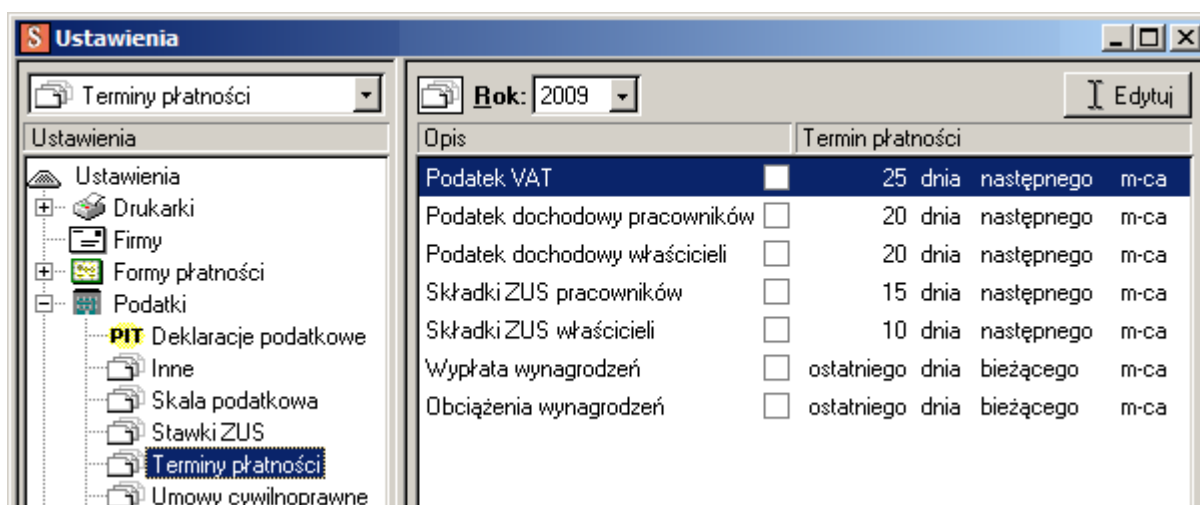 Ustawienia
Terminy płatności
Rok: 2009
Edytuj
Ustawienia
Ustawienia
Drukarki
Firmy
Formy płatności
Podatki
PIT Deklaracje podatkowe
Inne
Skala podatkowa
Stawki ZUS
Terminy płatności
Umowy cywilnoprawne
Opis Termin płatności
Podatek VAT 25 dnia następnego m-ca
Podatek dochodowy pracowników 20 dnia następnego m-ca
Podatek dochodowy właścicieli 20 dnia następnego m-ca
Składki ZUS pracowników 15 dnia następnego m-ca
Składki ZUS właścicieli 10 dnia następnego m-ca
Wypłata wynagrodzeń ostatniego dnia bieżącego m-ca
Obciążenia wynagrodzeń ostatniego dnia bieżącego m-ca